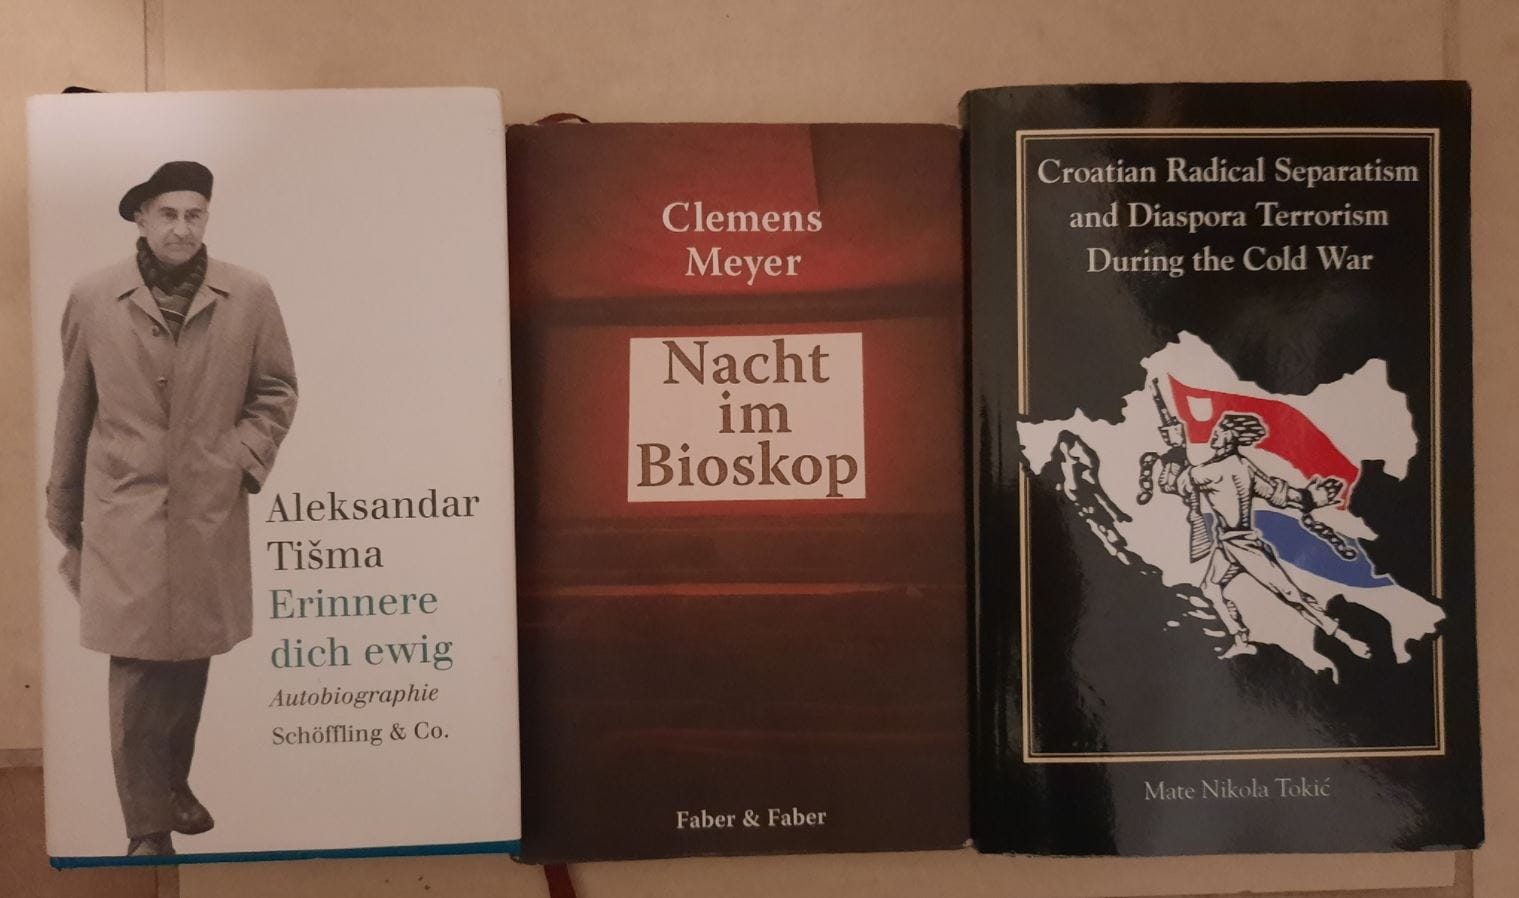 Aleksandar
Tišma
Erinnere
dich ewig
Autobiographie
Schöffling & Co.
Clemens
Meyer
Nacht
im
Bioskop
Faber & Faber
Croatian Radical Separatism
and Diaspora Terrorism
During the Cold War
Mate Nikola Tokić